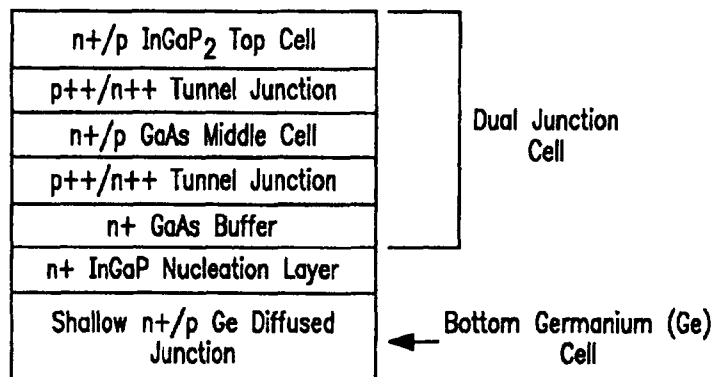 n+/p InGaP2 Top Cell
p++/n++ Tunnel Junction
n+/p GaAs Middle Cell
p++/n++ Tunnel Junction
n+ GaAs Buffer
n+ InGaP Nucleation Layer
Shallow n+/p Ge Diffused
Junction
Dual Junction
Cell
Bottom Germanium (Ge)
Cell